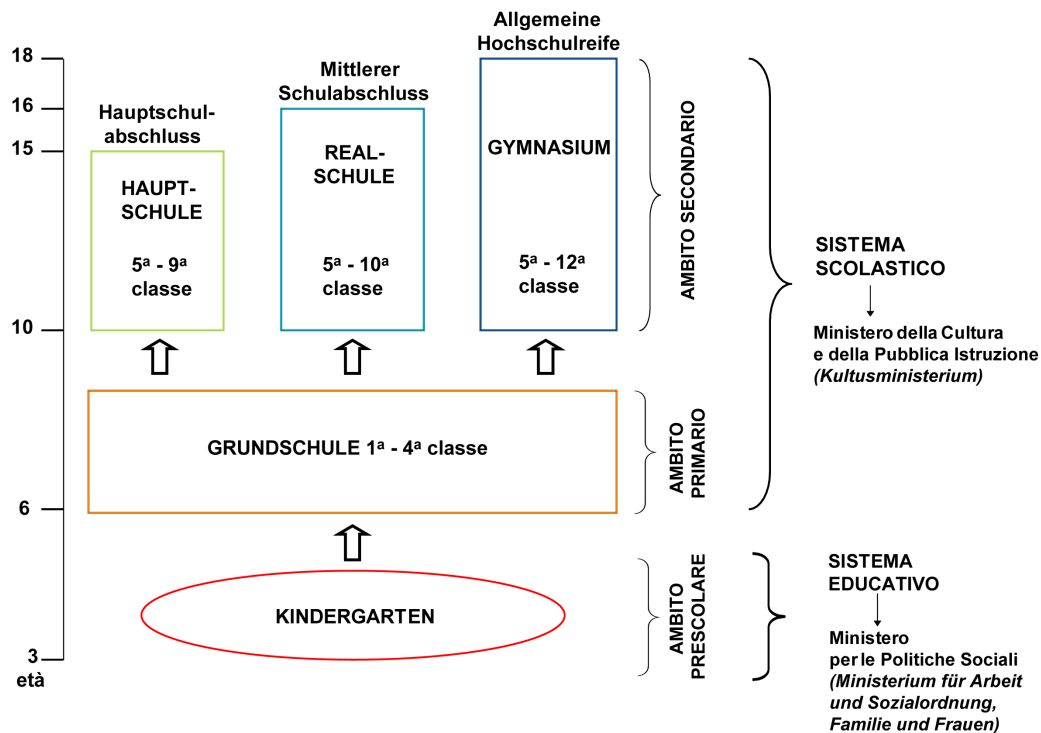 Allgemeine
Hochschulreife
Mittlerer
Schulabschluss
Hauptschul-
abschluss
18
16
15
10
6
3
età
HAUPT-
SCHULE
5ª - 9ª
classe
REAL-
SCHULE
5ª - 10ª
classe
GYMNASIUM
5ª - 12ª
classe
AMBITO SECONDARIO
GRUNDSCHULE 1ª - 4ª classe
AMBITO
PRIMARIO
KINDERGARTEN
AMBITO
PRESCOLARE
SISTEMA
SCOLASTICO
Ministero della Cultura
e della Pubblica Istruzione
(Kultusministerium)
SISTEMA
EDUCATIVO
Ministero
per le Politiche Sociali
(Ministerium für Arbeit
und Sozialordnung,
Familie und Frauen)